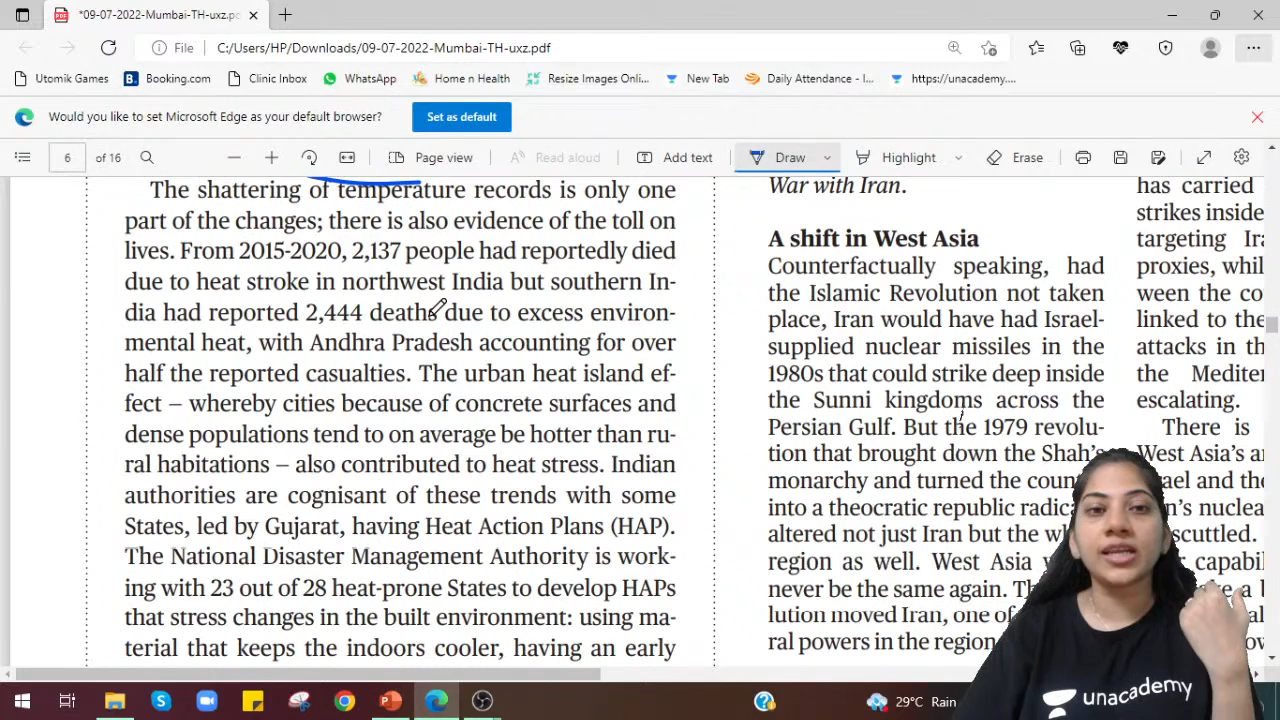 *09-07-2022-Mumbai-TH-uxz.pd
File C:/Users/HP/Downloads/09-07-2022-Mumbai-TH-uxz.pdf
Utomik Games Booking.com Clinic Inbox WhatsApp Home n Health Resize Images Onli... New Tab Daily Attendance - I... https://unacademy....
Would you like to set Microsoft Edge as your default browser? Set as default
6 of 16 Page view Read aloud Add text Draw Highlight Erase
The shattering of temperature records is only one
part of the changes; there is also evidence of the toll on
lives. From 2015-2020, 2,137 people had reportedly died
due to heat stroke in northwest India but southern In-
dia had reported 2,444 deaths due to excess environ-
mental heat, with Andhra Pradesh accounting for over
half the reported casualties. The urban heat island ef-
fect – whereby cities because of concrete surfaces and
dense populations tend to on average be hotter than ru-
ral habitations – also contributed to heat stress. Indian
authorities are cognisant of these trends with some
States, led by Gujarat, having Heat Action Plans (HAP).
The National Disaster Management Authority is work-
ing with 23 out of 28 heat-prone States to develop HAPs
that stress changes in the built environment: using ma-
terial that keeps the indoors cooler, having an early
War with Iran.
A shift in West Asia
Counterfactually speaking, had
the Islamic Revolution not taken
place, Iran would have had Israel-
supplied nuclear missiles in the
1980s that could strike deep inside
the Sunni kingdoms across the
Persian Gulf. But the 1979 revolu-
tion that brought down the Shah's
monarchy and turned the coun
into a theocratic republic radica
altered not just Iran but the wh
region as well. West Asia w
never be the same again. Th
lution moved Iran, one of
ral powers in the region
has carried
strikes inside
targeting Ira
proxies, whil
ween the co
linked to the
attacks in th
the Mediter
escalating.
There is
West Asia's a
rael and the
n's nuclea
scuttled.
capabil
unacademy
29°C Rain